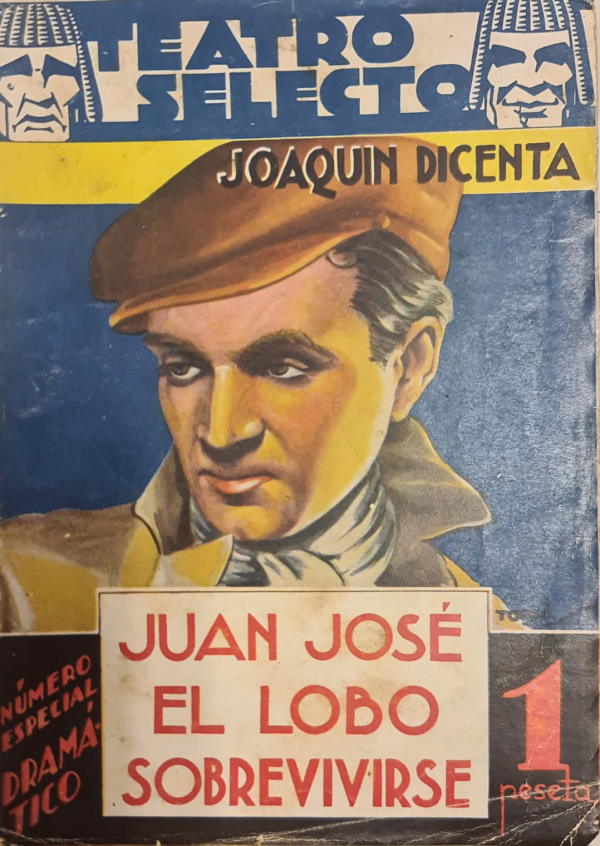 TEATRO
SELECTO
JOAQUIN DICENTA
JUAN JOSÉ
EL LOBO
SOBREVIVIRSE
NÚMERO
ESPECIAL
DRAMÁ-
TICO
1
peseta